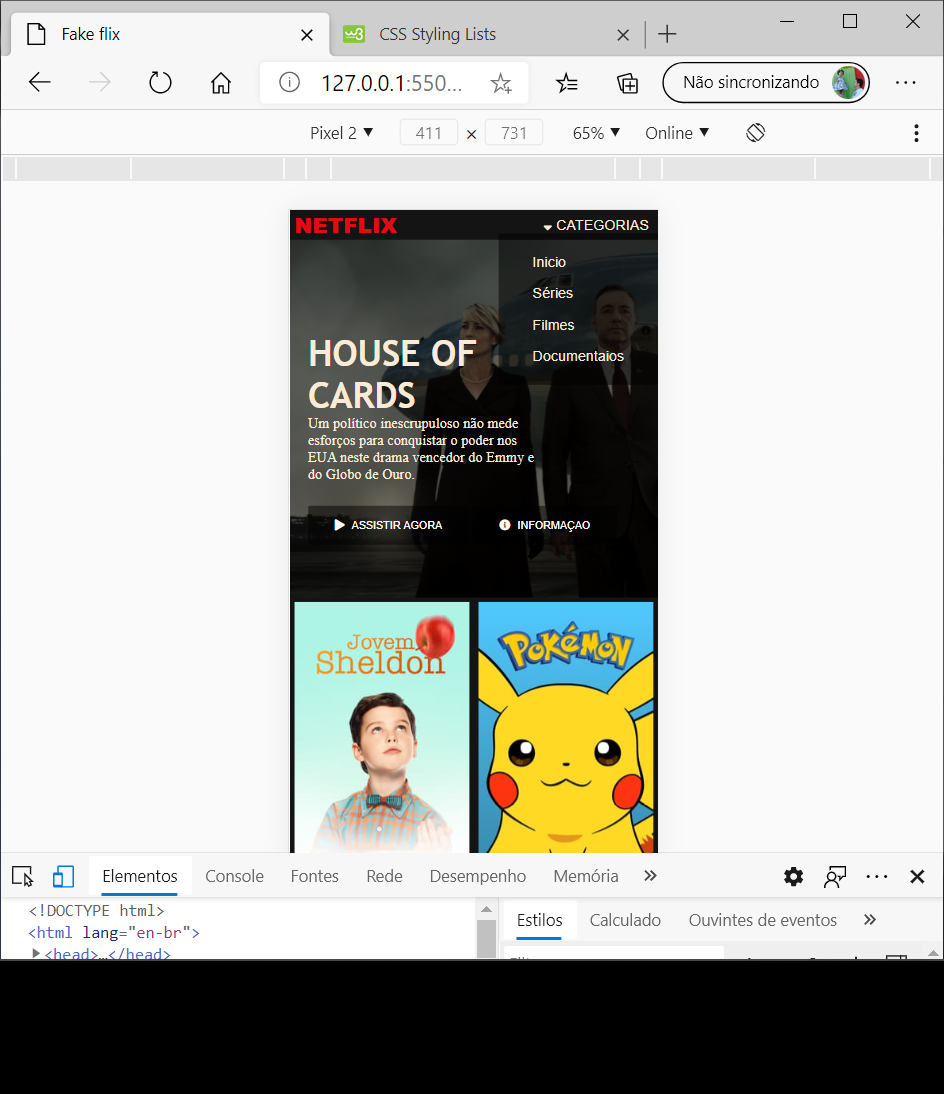 Fake flix
CSS Styling Lists
127.0.0.1:550...
Não sincronizando
Pixel 2
411 × 731
65%
Online
NETFLIX
CATEGORIAS
Inicio
Séries
Filmes
Documentaios
HOUSE OF
CARDS
Um político inescrupuloso não mede
esforços para conquistar o poder nos
EUA neste drama vencedor do Emmy e
do Globo de Ouro.
ASSISTIR AGORA
INFORMAÇAO
Jovem
Sheldon
POKéMON
Elementos
Console
Fontes
Rede
Desempenho
Memória
<!DOCTYPE html>
<html lang="en-br">
<head>…</head>
Estilos
Calculado
Ouvintes de eventos